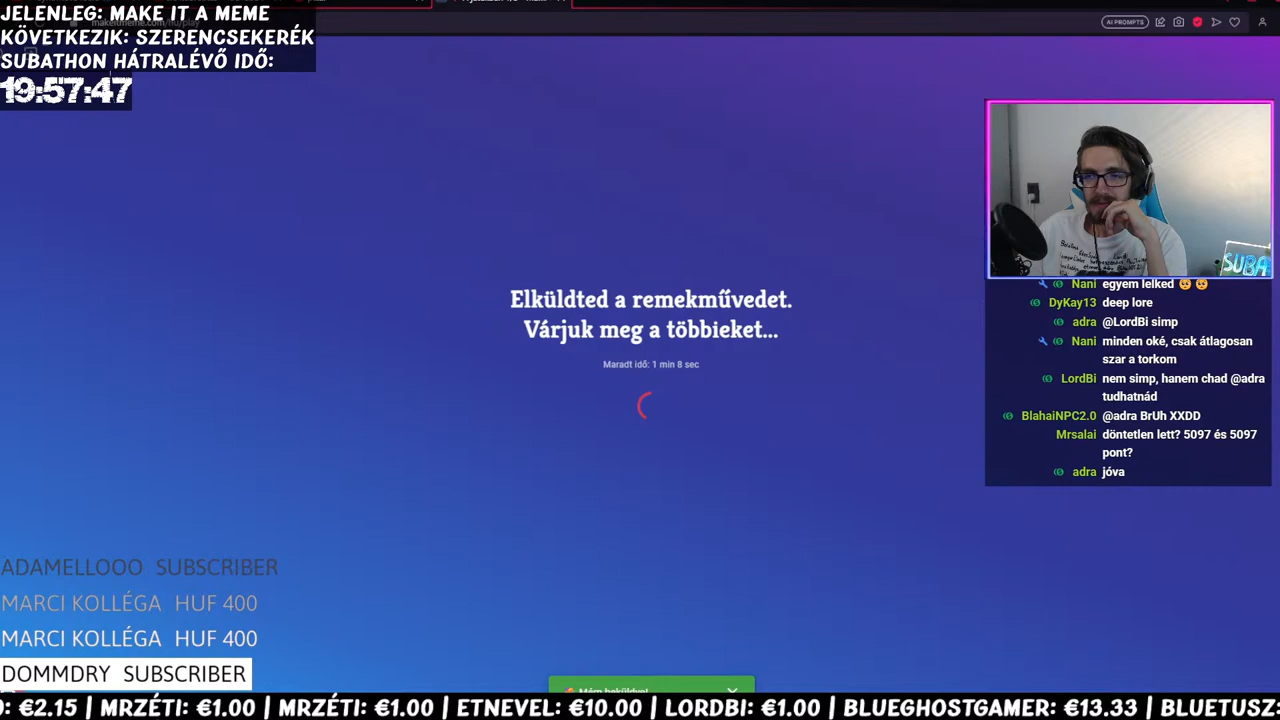 JELENLEG: MAKE IT A MEME
KÖVETKEZIK: SZERENCSEKERÉK
SUBATHON HÁTRALÉVŐ IDŐ:
19:57:47
AI PROMPTS
Elküldted a remekművedet.
Várjuk meg a többieket...
Maradt idő: 1 min 8 sec
SUBA
Nani egyem lelked
DyKay13 deep lore
adra @LordBi simp
Nani minden oké, csak átlagosan
szar a torkom
LordBi nem simp, hanem chad @adra
tudhatnád
BlahaiNPC2.0 @adra BrUh XXDD
Mrsalai döntetlen lett? 5097 és 5097
pont?
adra jóva
ADAMELLOOO SUBSCRIBER
MARCI KOLLÉGA HUF 400
MARCI KOLLÉGA HUF 400
DOMMDRY SUBSCRIBER
: €2.15 | MRZÉTI: €1.00 | MRZÉTI: €1.00 | ETNEVEL: €10.00 | LORDBI: €1.00 | BLUEGHOSTGAMER: €13.33 | BLUETUSZ